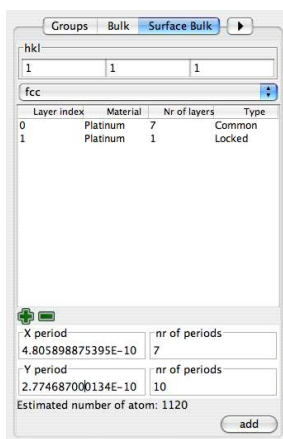 Groups Bulk Surface Bulk
hkl
1 1 1
fcc
Layer index Material Nr of layers Type
0 Platinum 7 Common
1 Platinum 1 Locked
X period nr of periods
4.805898875395E-10 7
Y period nr of periods
2.774687000134E-10 10
Estimated number of atom: 1120
add